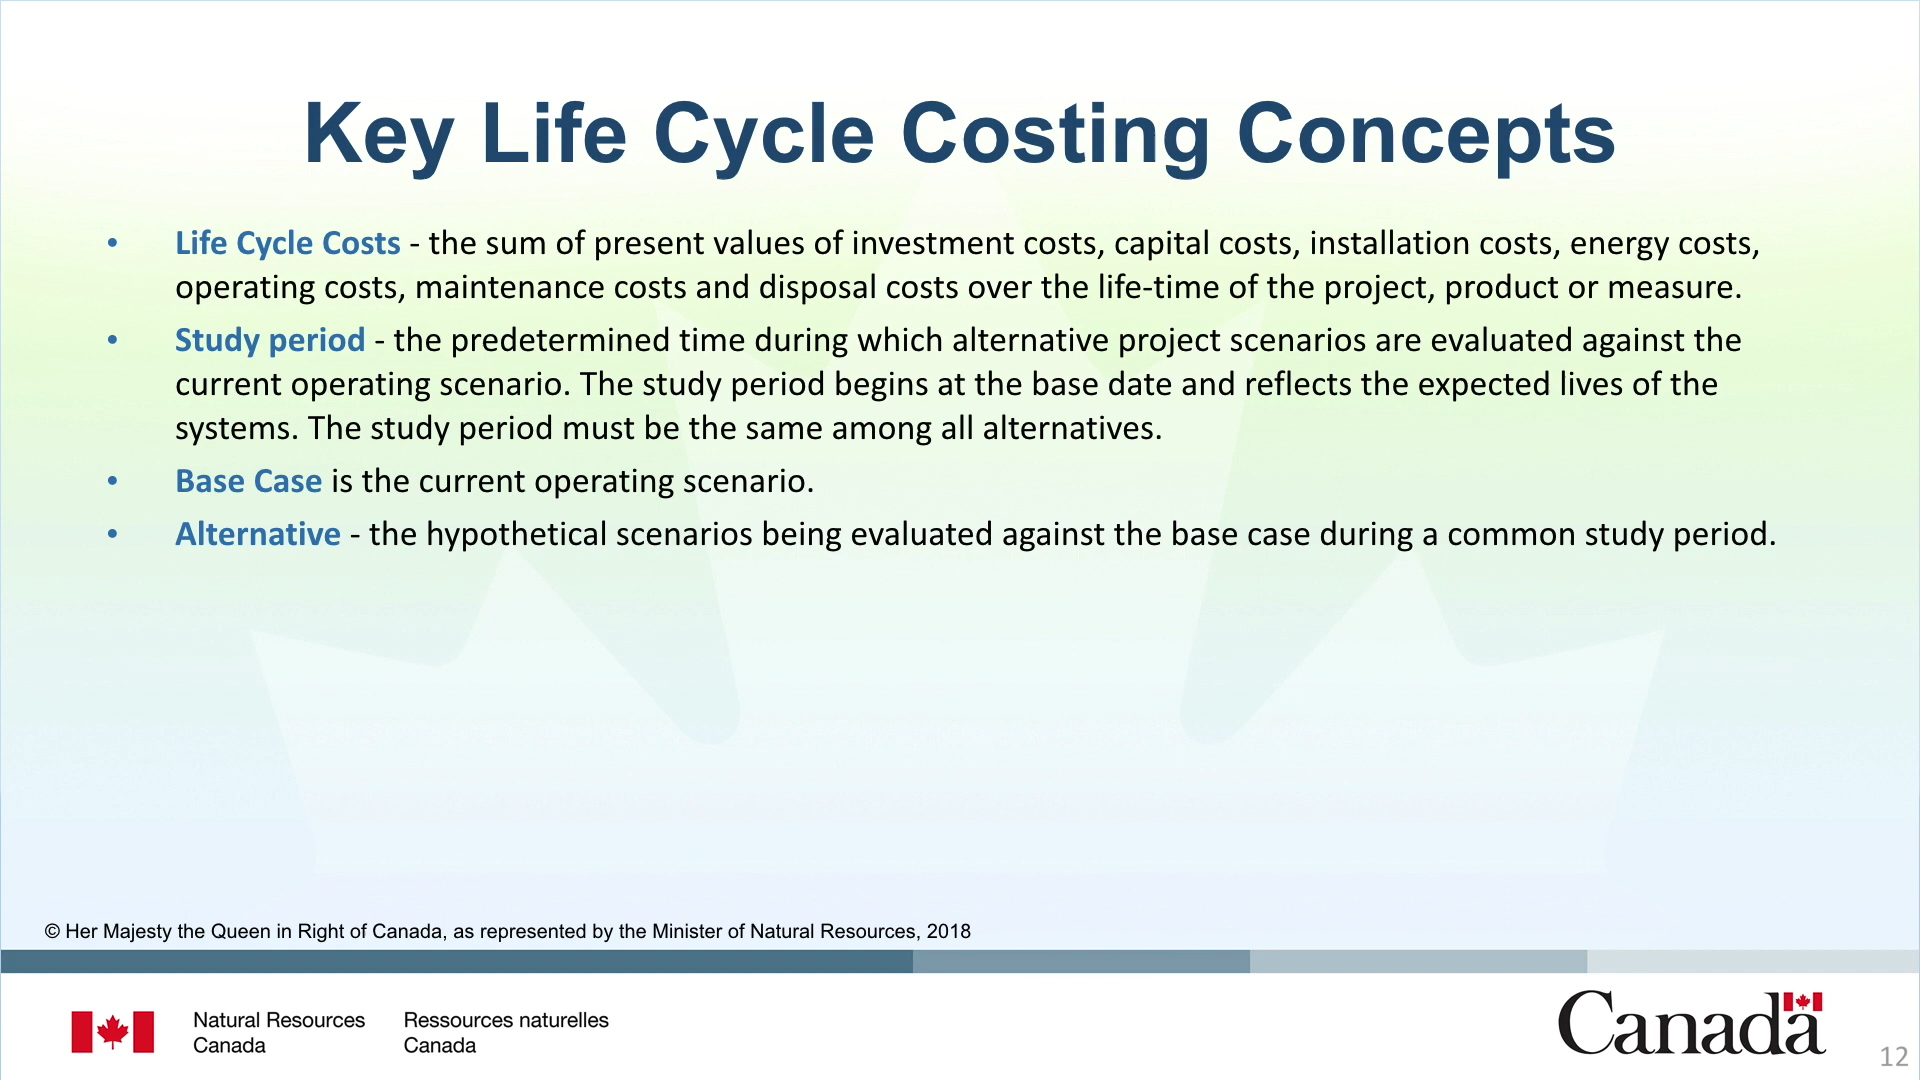 Key Life Cycle Costing Concepts
• Life Cycle Costs - the sum of present values of investment costs, capital costs, installation costs, energy costs,
operating costs, maintenance costs and disposal costs over the life-time of the project, product or measure.
• Study period - the predetermined time during which alternative project scenarios are evaluated against the
current operating scenario. The study period begins at the base date and reflects the expected lives of the
systems. The study period must be the same among all alternatives.
• Base Case is the current operating scenario.
• Alternative - the hypothetical scenarios being evaluated against the base case during a common study period.
© Her Majesty the Queen in Right of Canada, as represented by the Minister of Natural Resources, 2018
Natural Resources
Canada
Ressources naturelles
Canada
Canada
12